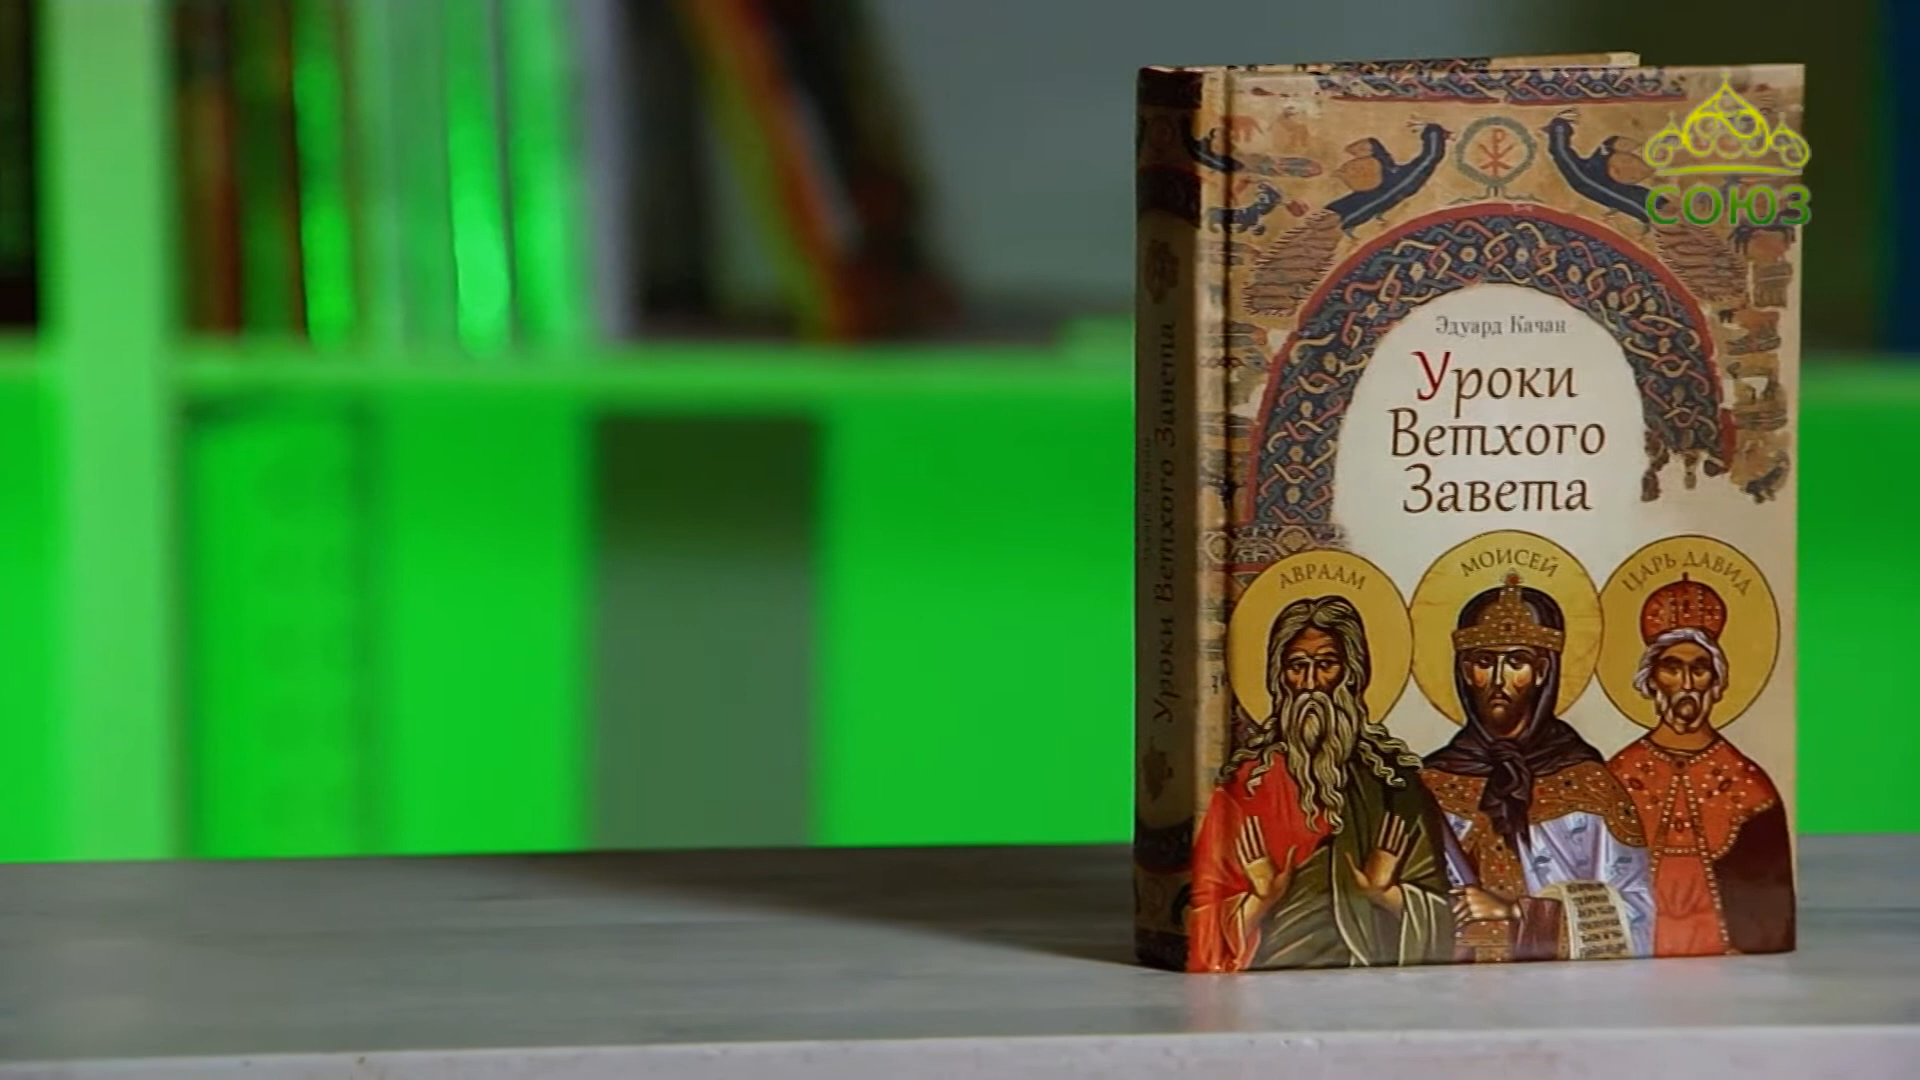 СОЮЗ
Эдуард Качан
Уроки
Ветхого
Завета
АВРААМ
МОИСЕЙ
ЦАРЬ ДАВИД
Уроки Ветхого Завета